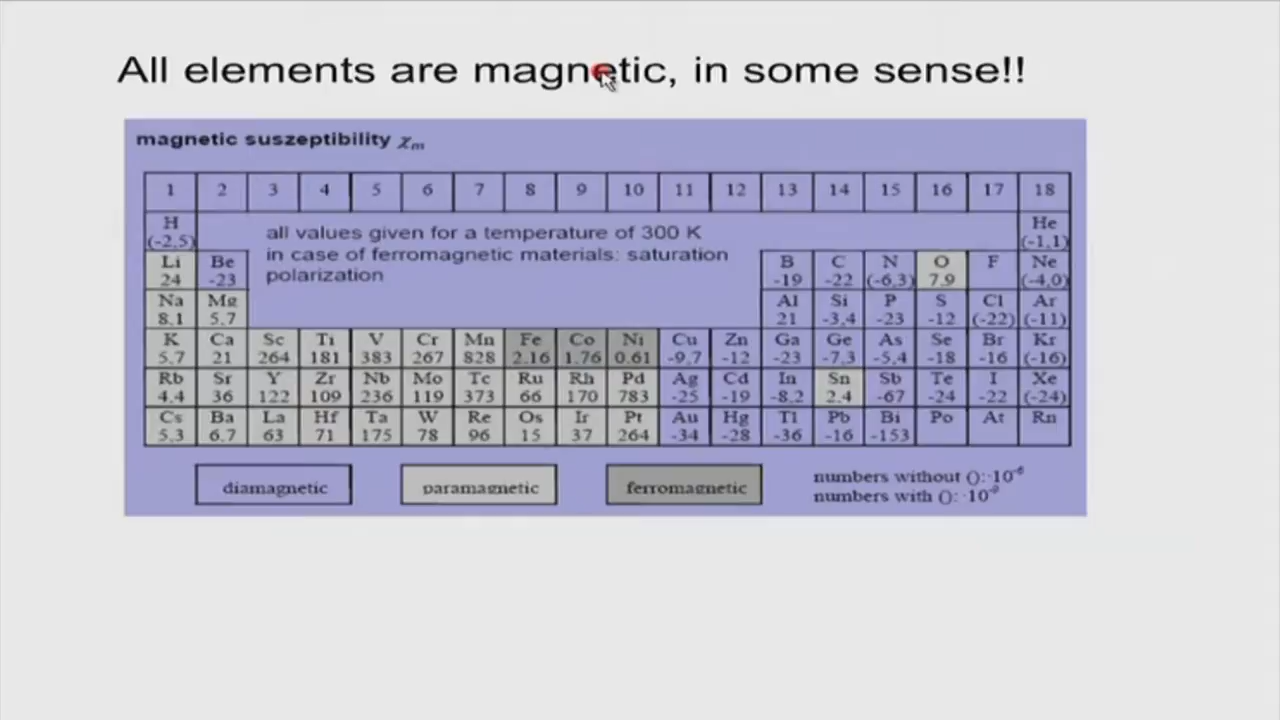 All elements are magnetic, in some sense!!
magnetic suszeptibility χm
1 2 3 4 5 6 7 8 9 10 11 12 13 14 15 16 17 18
H He
(-2,5) (-1,1)
all values given for a temperature of 300 K
in case of ferromagnetic materials: saturation
polarization
Li Be B C N O F Ne
24 -23 -19 -22 (-6,3) 7,9 (-4,0)
Na Mg Al Si P S Cl Ar
8,1 5,7 21 -3,4 -23 -12 (-22) (-11)
K Ca Sc Ti V Cr Mn Fe Co Ni Cu Zn Ga Ge As Se Br Kr
5,7 21 264 181 383 267 828 2,16 1,76 0,61 -9,7 -12 -23 -7,3 -5,4 -18 -16 (-16)
Rb Sr Y Zr Nb Mo Tc Ru Rh Pd Ag Cd In Sn Sb Te I Xe
4,4 36 122 109 236 119 373 66 170 783 -25 -19 -8,2 2,4 -67 -24 -22 (-24)
Cs Ba La Hf Ta W Re Os Ir Pt Au Hg Tl Pb Bi Po At Rn
5,3 6,7 63 71 175 78 96 15 37 264 -34 -28 -36 -16 -153
diamagnetic paramagnetic ferromagnetic
numbers without (): ·10⁻⁶
numbers with (): ·10⁻⁹